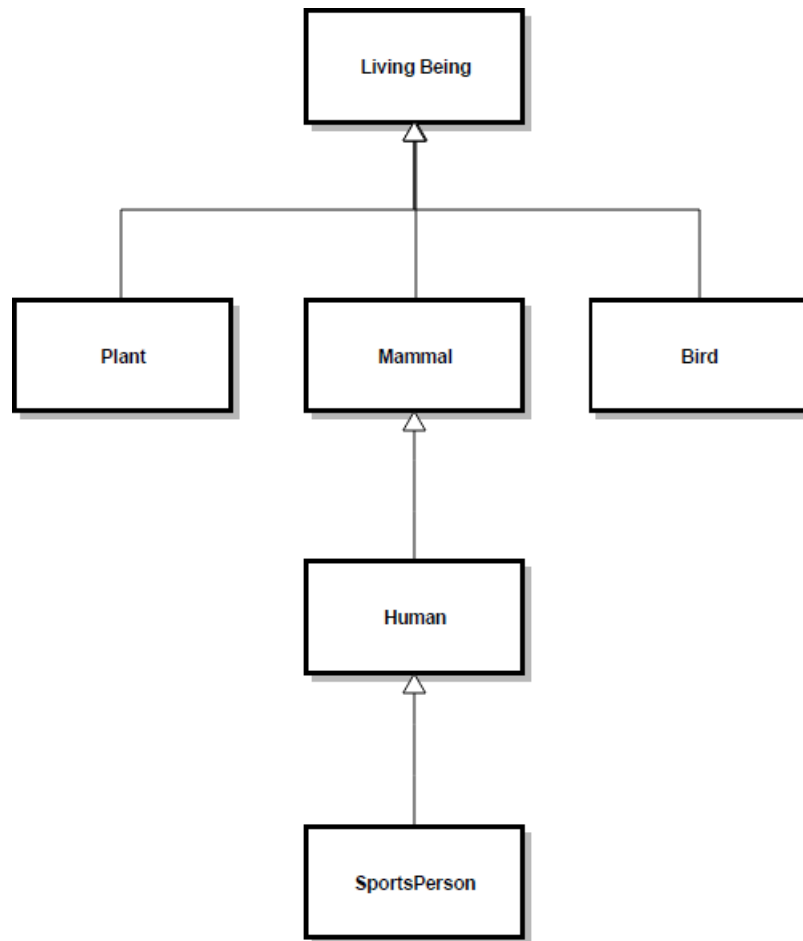 Living Being
Plant
Mammal
Bird
Human
SportsPerson